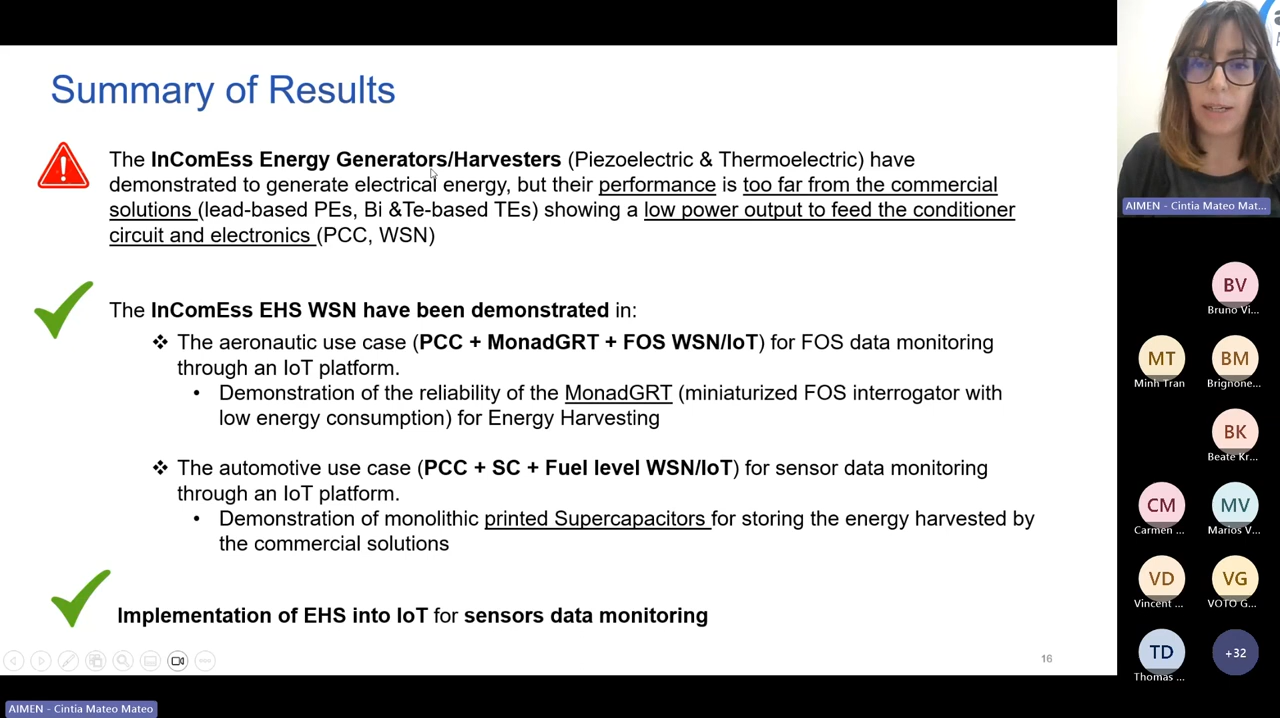 Summary of Results
The InComEss Energy Generators/Harvesters (Piezoelectric & Thermoelectric) have
demonstrated to generate electrical energy, but their performance is too far from the commercial
solutions (lead-based PEs, Bi &Te-based TEs) showing a low power output to feed the conditioner
circuit and electronics (PCC, WSN)
The InComEss EHS WSN have been demonstrated in:
❖ The aeronautic use case (PCC + MonadGRT + FOS WSN/IoT) for FOS data monitoring
through an IoT platform.
• Demonstration of the reliability of the MonadGRT (miniaturized FOS interrogator with
low energy consumption) for Energy Harvesting
❖ The automotive use case (PCC + SC + Fuel level WSN/IoT) for sensor data monitoring
through an IoT platform.
• Demonstration of monolithic printed Supercapacitors for storing the energy harvested by
the commercial solutions
Implementation of EHS into IoT for sensors data monitoring
16
AIMEN - Cintia Mateo Mat...
BV
Bruno Vi...
MT
Minh Tran
BM
Brignone...
BK
Beate Kr...
CM
Carmen ...
MV
Marios V...
VD
Vincent ...
VG
VOTO G...
TD
Thomas ...
+32
AIMEN - Cintia Mateo Mateo